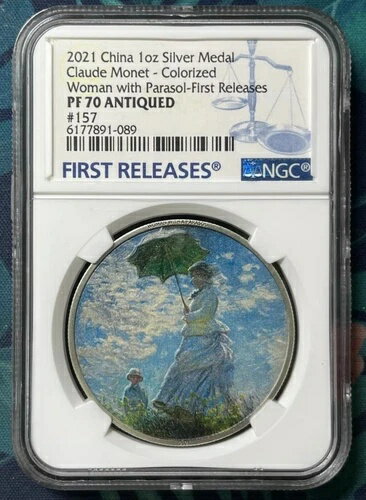 2021 China 1oz Silver Medal
Claude Monet - Colorized
Woman with Parasol-First Releases
PF 70 ANTIQUED
#157
6177891-089
FIRST RELEASES®
NGC®